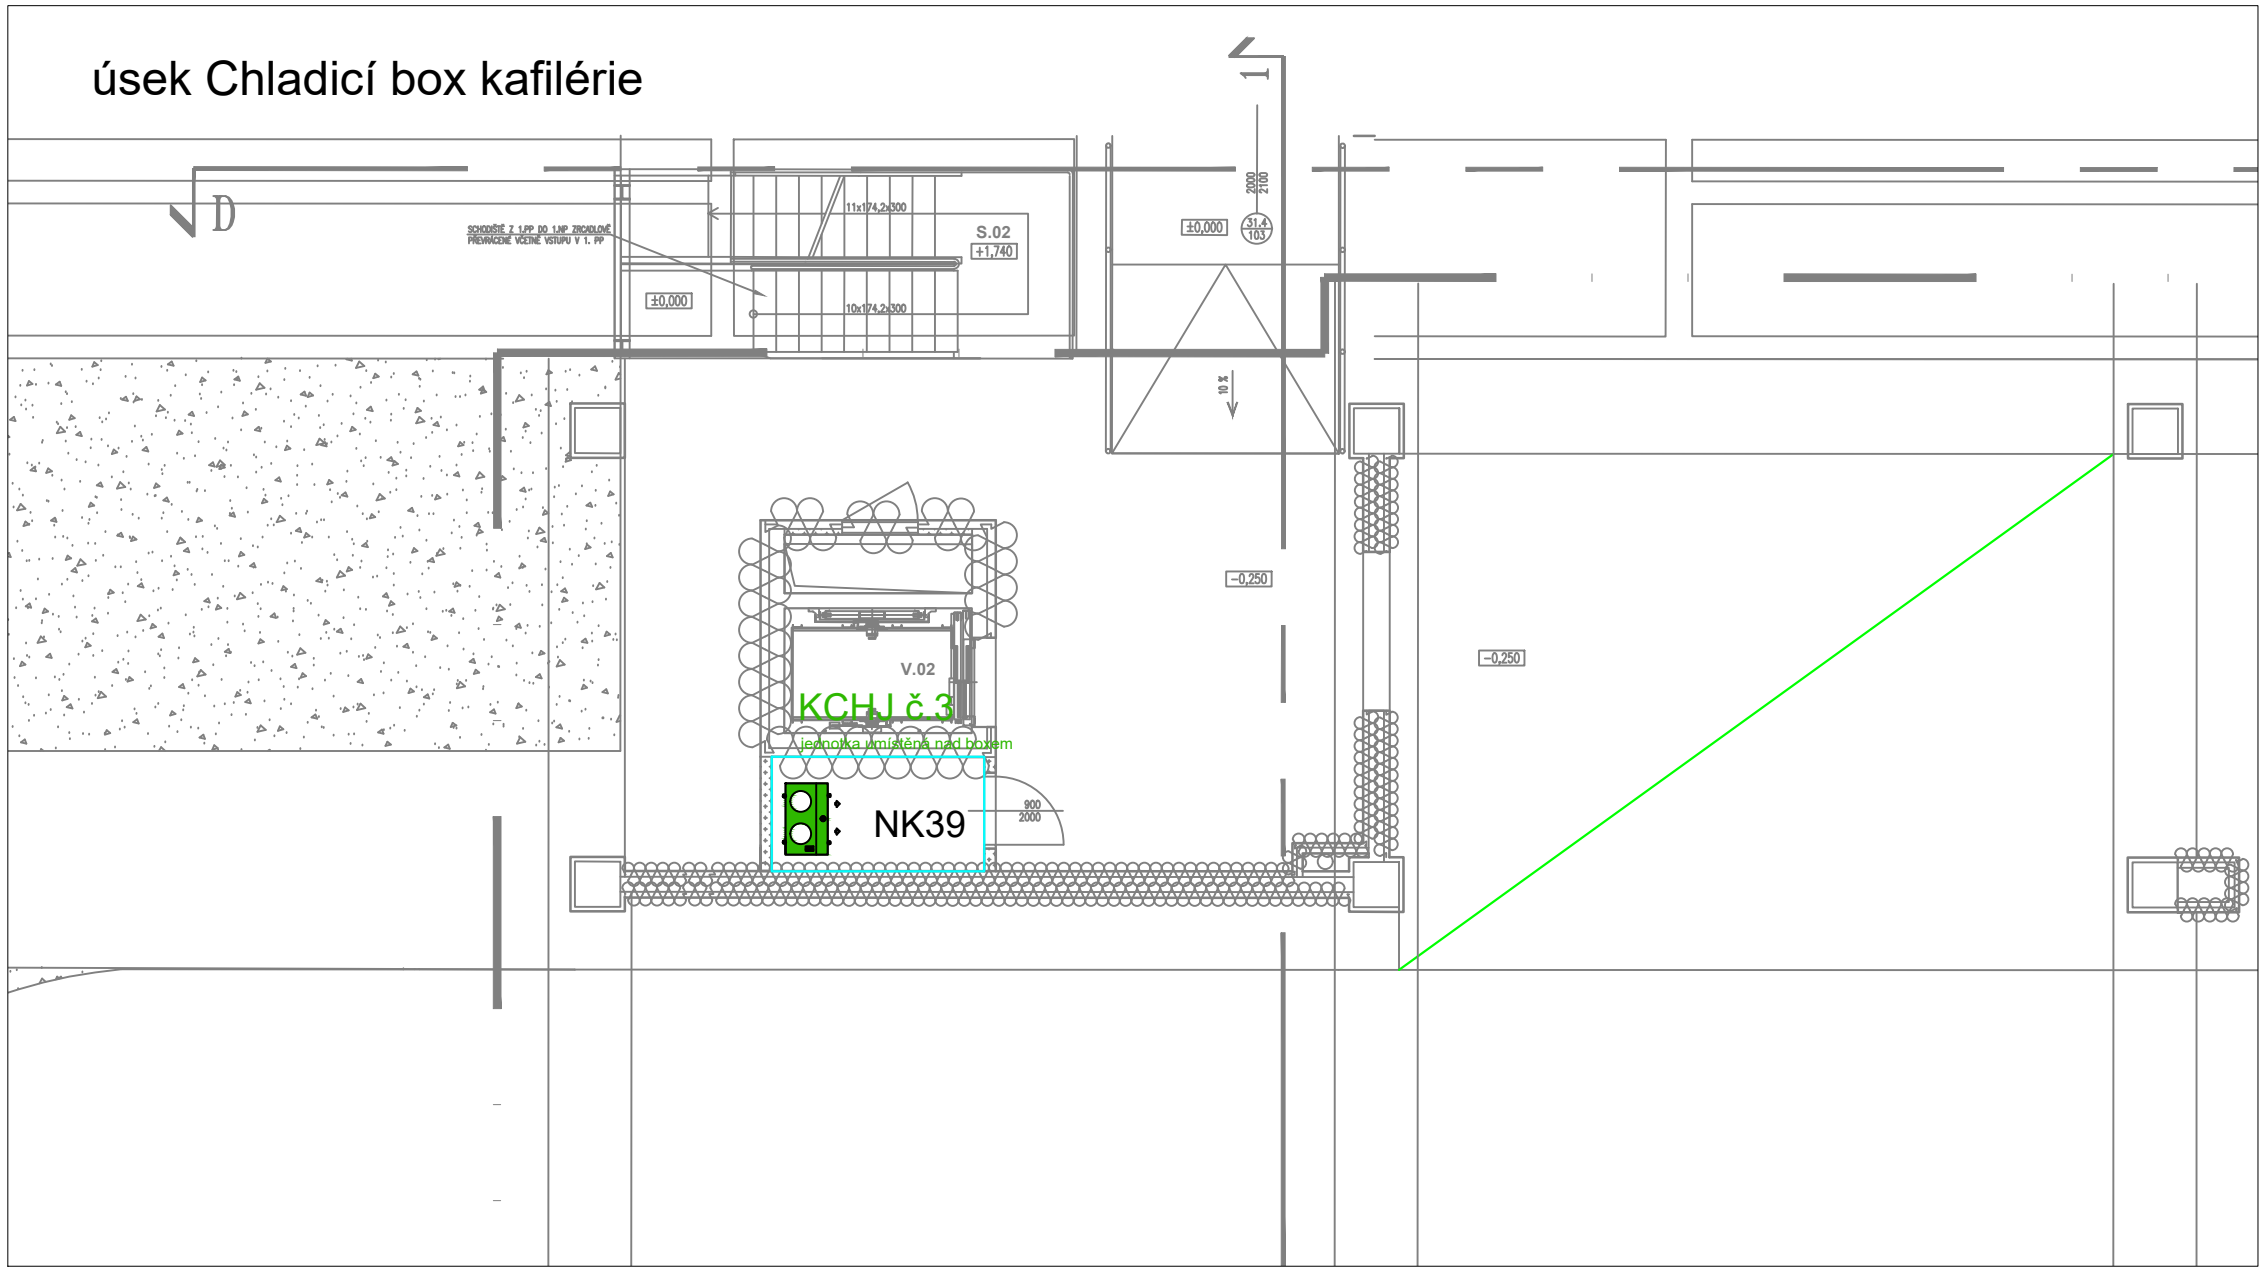 úsek Chladicí box kafilérie
1
D
2000
2100
11x174,2x300
SCHODIŠTĚ Z 1.PP DO 1.NP ZRCADLOVĚ
PŘEVRÁCENÉ VČETNĚ VSTUPU V 1. PP
S.02
+1,740
±0,000
31.4
103
±0,000
10x174,2x300
10 %
-0,250
-0,250
V.02
KCHJ č.3
jednotka umístěná nad boxem
NK39
900
2000